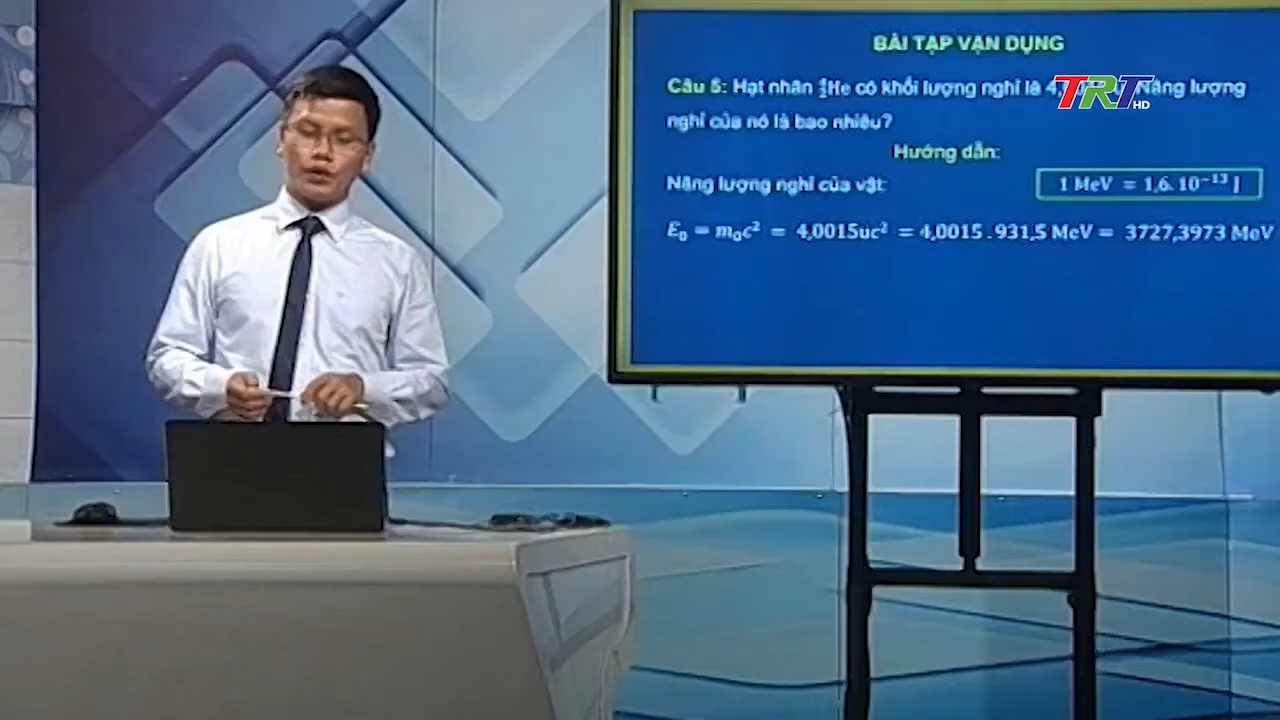 BÀI TẬP VẬN DỤNG
Câu 5: Hạt nhân ⁴₂He có khối lượng nghỉ là 4, Năng lượng
TRT HD
nghỉ của nó là bao nhiêu?
Hướng dẫn:
Năng lượng nghỉ của vật:
1 MeV = 1,6. 10⁻¹³ J
E₀ = m₀c² = 4,0015uc² = 4,0015 . 931,5 MeV = 3727,3973 MeV